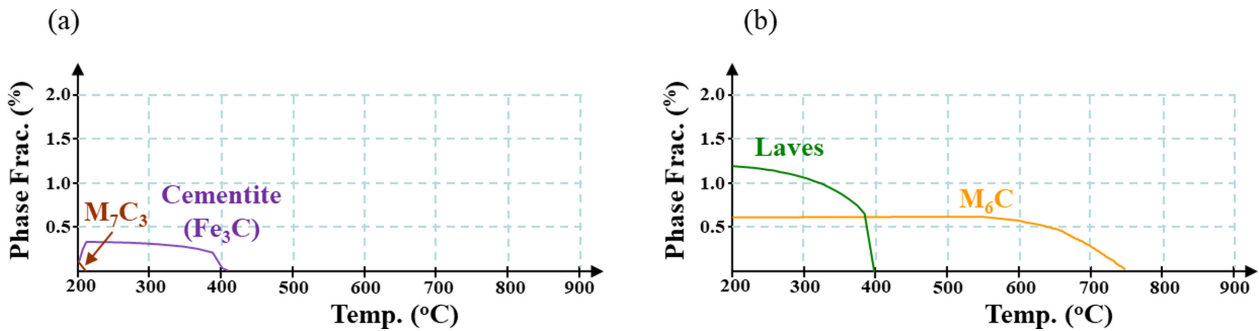 (a)
Phase Frac. (%)
2.0
1.5
1.0
0.5
M₇C₃
Cementite
(Fe₃C)
200 300 400 500 600 700 800 900
Temp. (ºC)
(b)
Phase Frac. (%)
2.0
1.5
1.0
0.5
Laves
M₆C
200 300 400 500 600 700 800 900
Temp. (ºC)